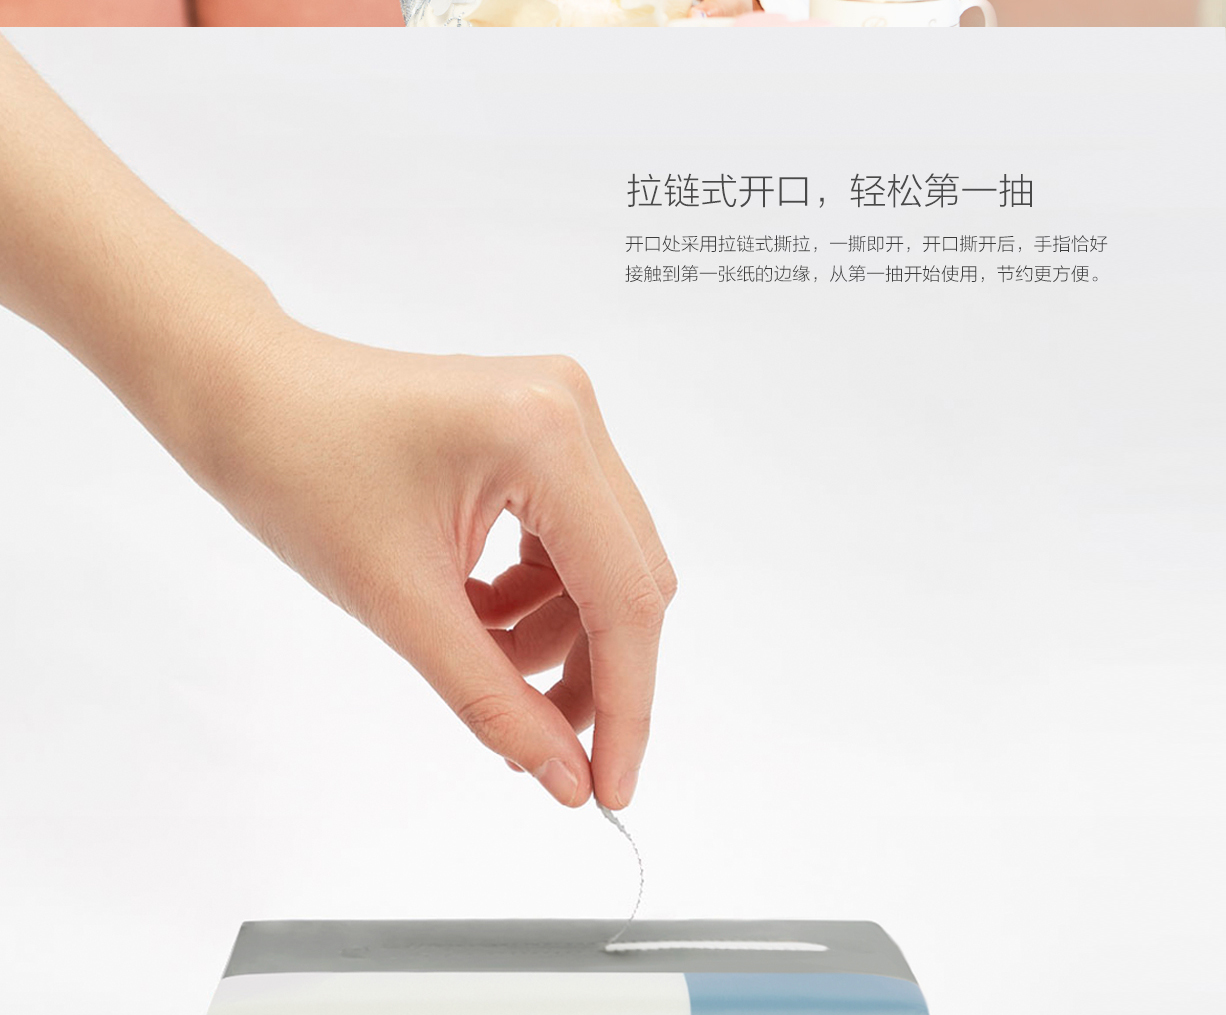 拉链式开口，轻松第一抽
开口处采用拉链式撕拉，一撕即开，开口撕开后，手指恰好
接触到第一张纸的边缘，从第一抽开始使用，节约更方便。